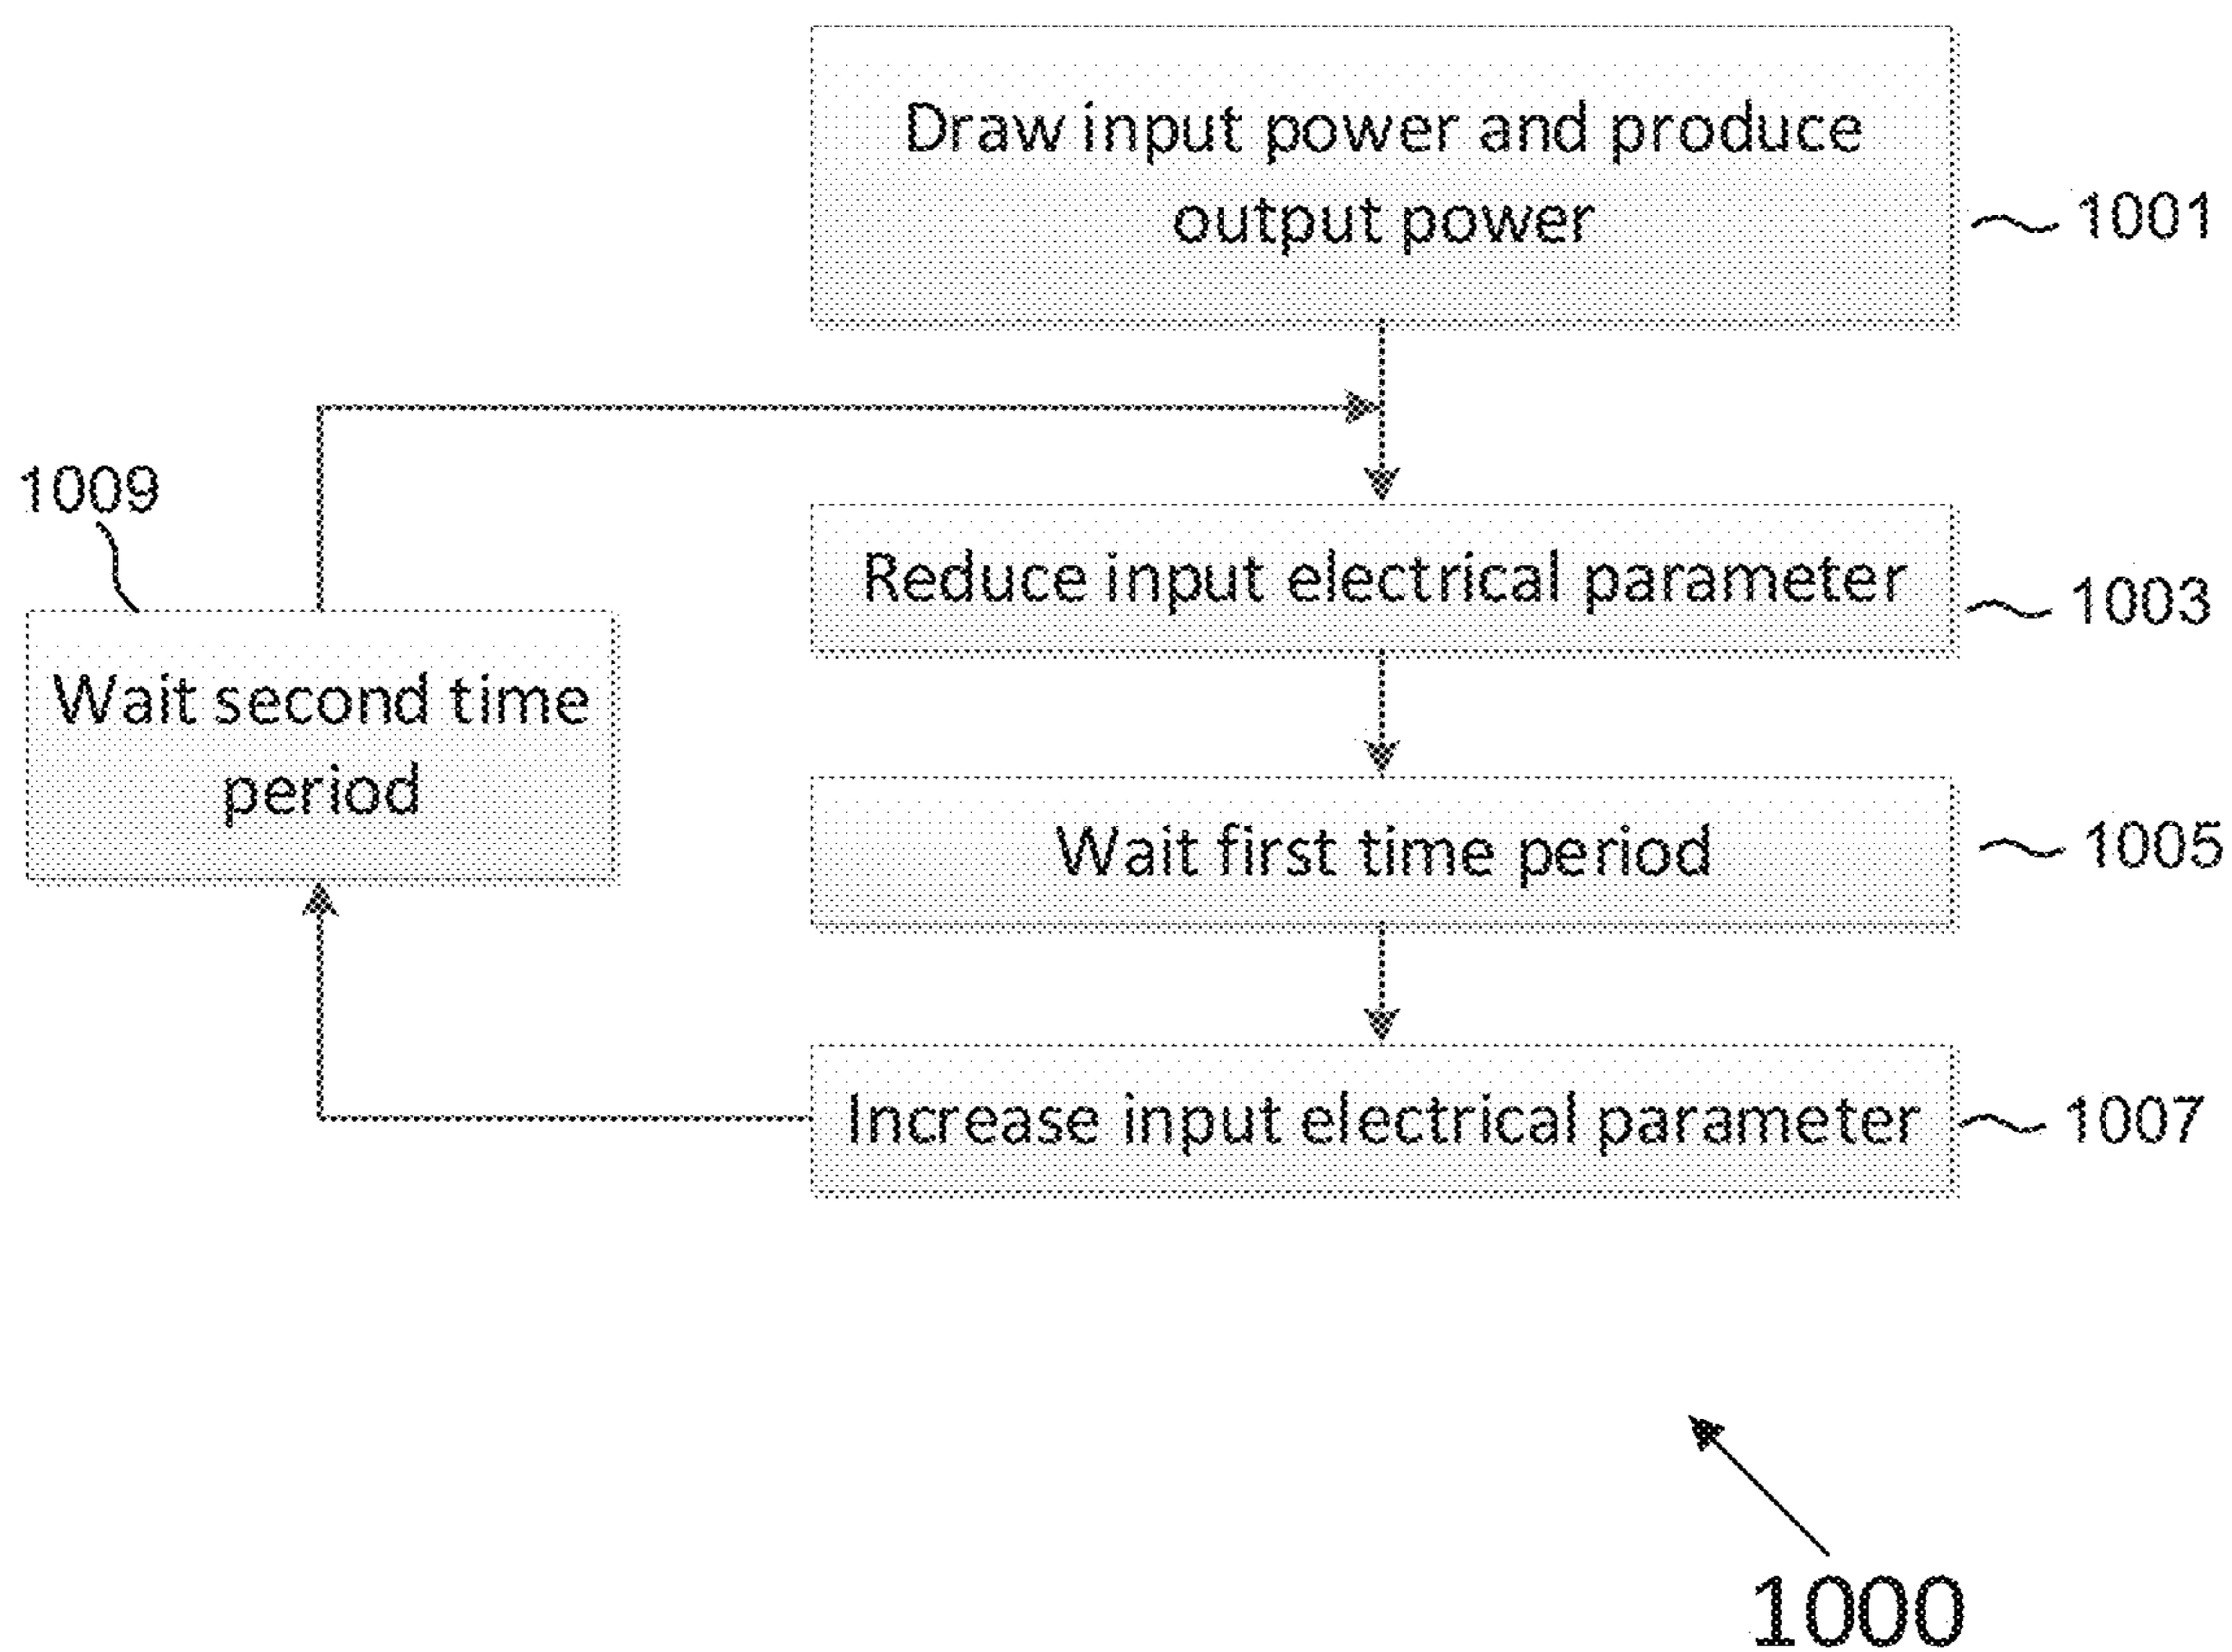 Draw input power and produce
output power
1001
Reduce input electrical parameter
1003
1009
Wait second time
period
Wait first time period
1005
Increase input electrical parameter
1007
1000